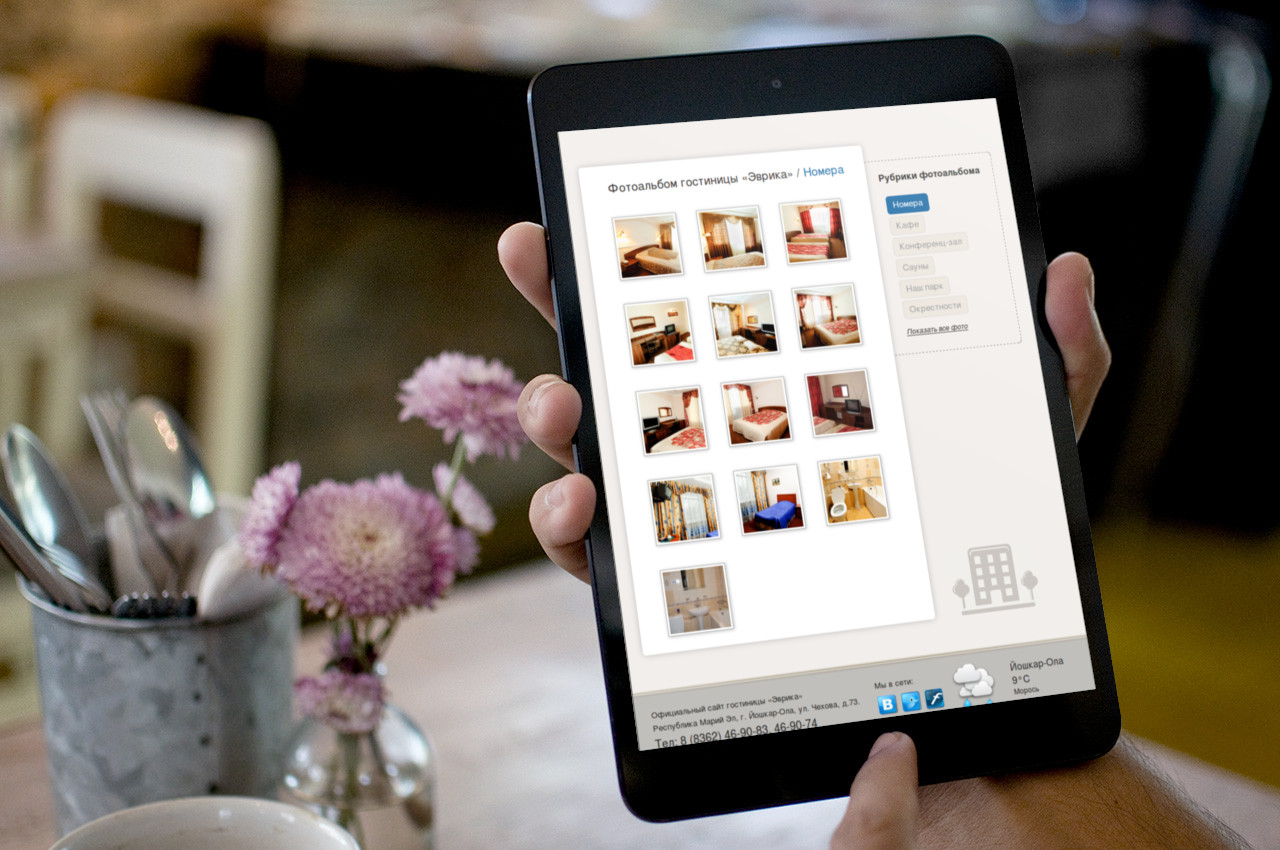 Фотоальбом гостиницы «Эврика» / Номера
Рубрики фотоальбома
Номера
Кафе
Конференц-зал
Сауны
Наш парк
Окрестности
Показать все фото
Официальный сайт гостиницы «Эврика»
Республика Марий Эл, г. Йошкар-Ола, ул. Чехова, д.73.
Тел: 8 (8362) 46-90-83, 46-90-74
Мы в сети:
В
f
Йошкар-Ола
9°C
Морось